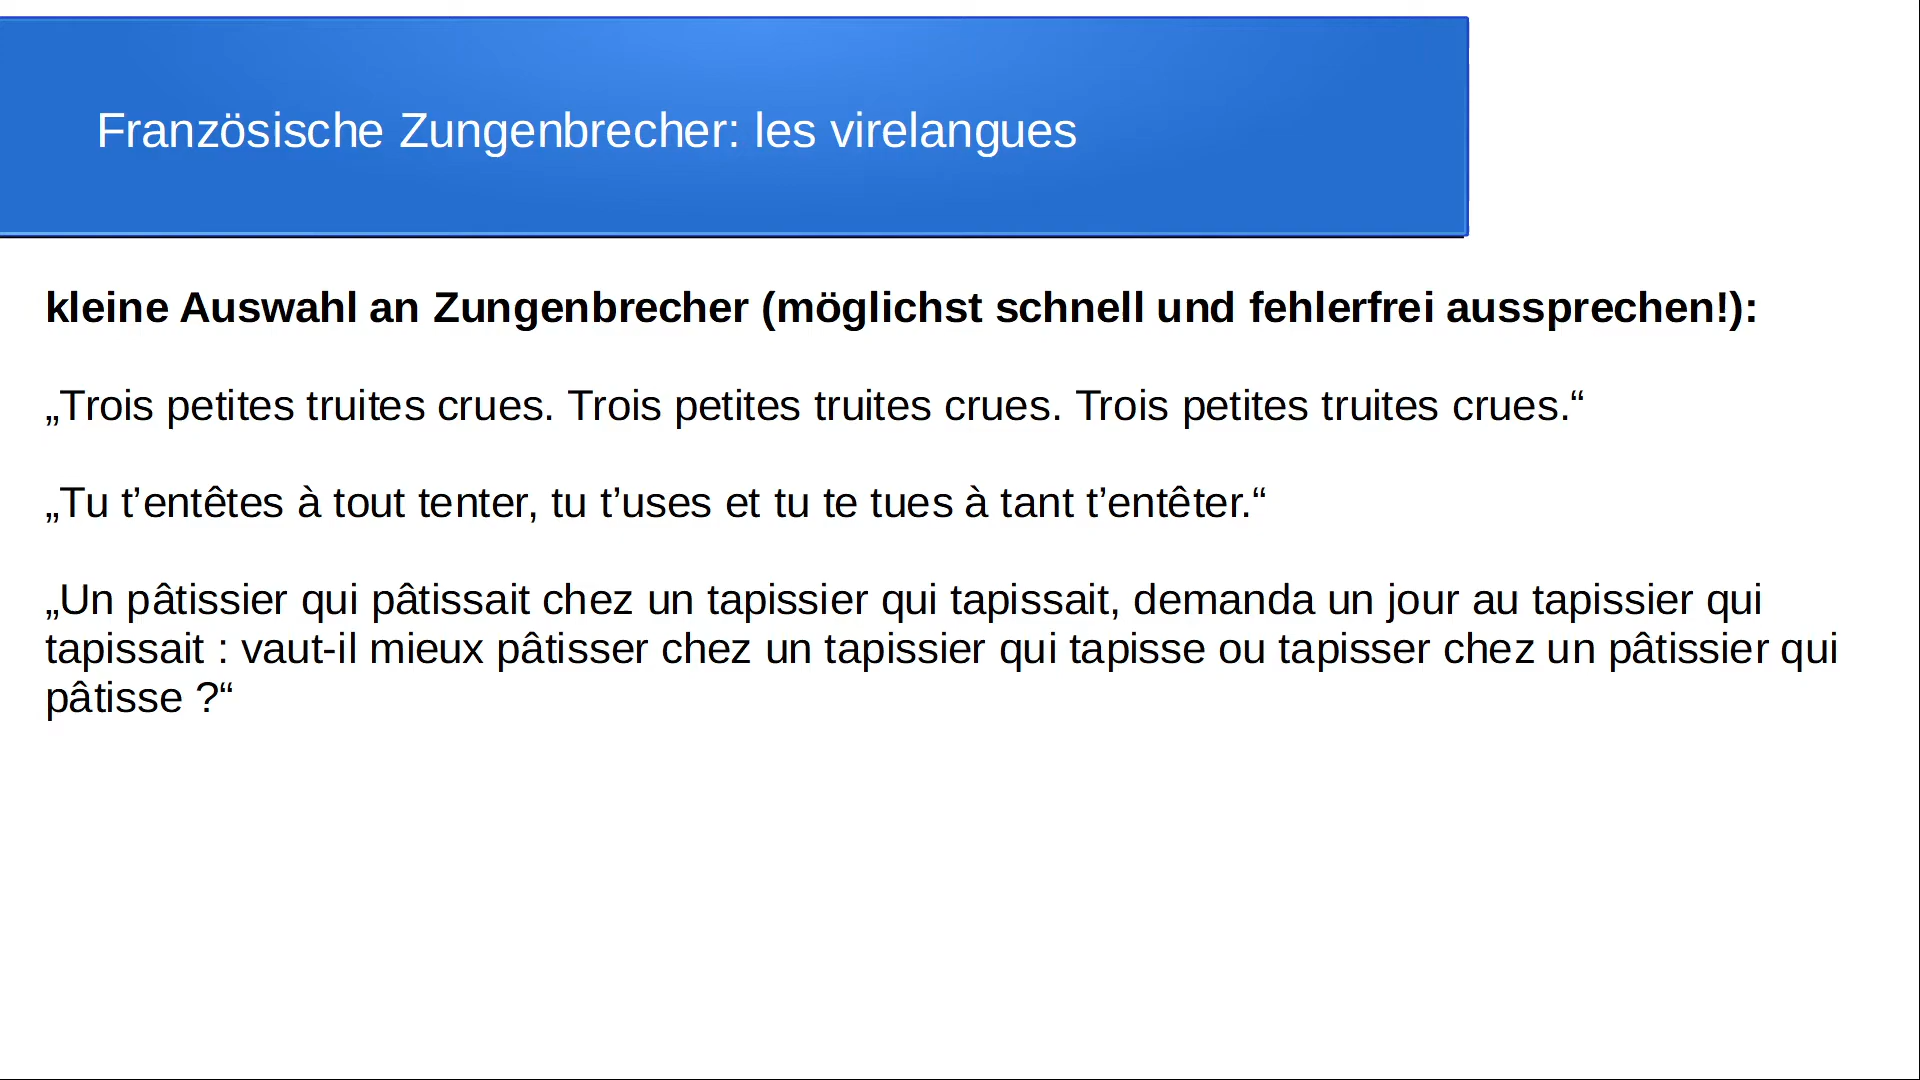 Französische Zungenbrecher: les virelangues
kleine Auswahl an Zungenbrecher (möglichst schnell und fehlerfrei aussprechen!):
„Trois petites truites crues. Trois petites truites crues. Trois petites truites crues.“
„Tu t’entêtes à tout tenter, tu t’uses et tu te tues à tant t’entêter.“
„Un pâtissier qui pâtissait chez un tapissier qui tapissait, demanda un jour au tapissier qui
tapissait : vaut-il mieux pâtisser chez un tapissier qui tapisse ou tapisser chez un pâtissier qui
pâtisse ?“